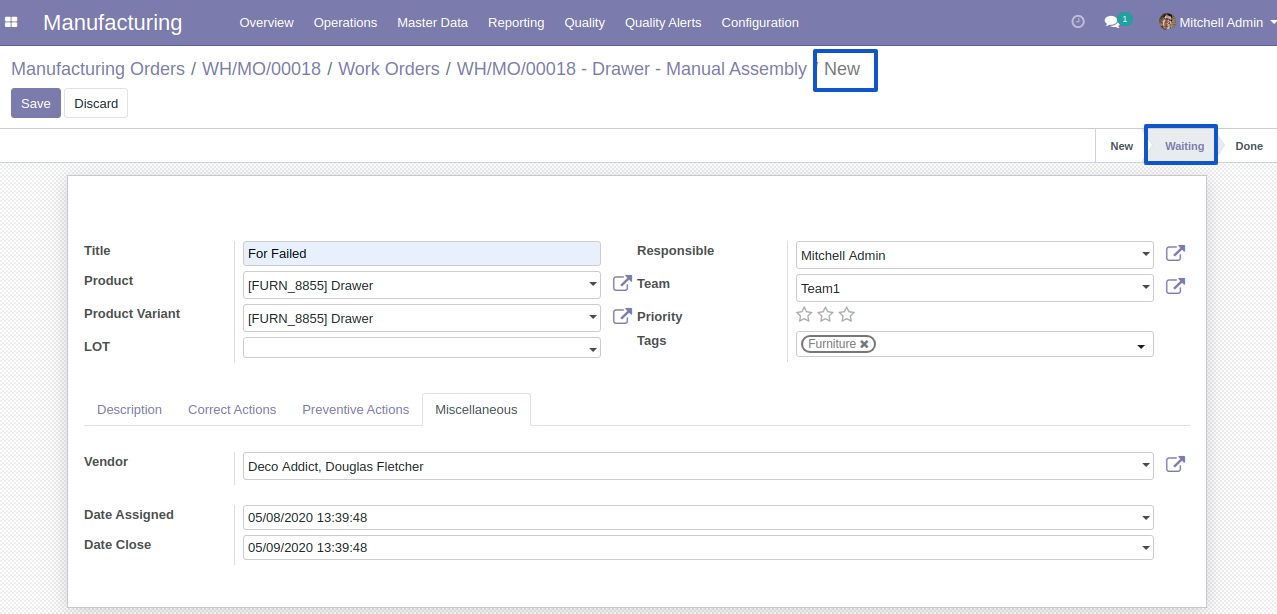 Manufacturing Overview Operations Master Data Reporting Quality Quality Alerts Configuration 1 Mitchell Admin
Manufacturing Orders / WH/MO/00018 / Work Orders / WH/MO/00018 - Drawer - Manual Assembly / New
Save Discard
New Waiting Done
Title For Failed Responsible Mitchell Admin
Product [FURN_8855] Drawer Team Team1
Product Variant [FURN_8855] Drawer Priority
LOT Tags Furniture ✖
Description Correct Actions Preventive Actions Miscellaneous
Vendor Deco Addict, Douglas Fletcher
Date Assigned 05/08/2020 13:39:48
Date Close 05/09/2020 13:39:48